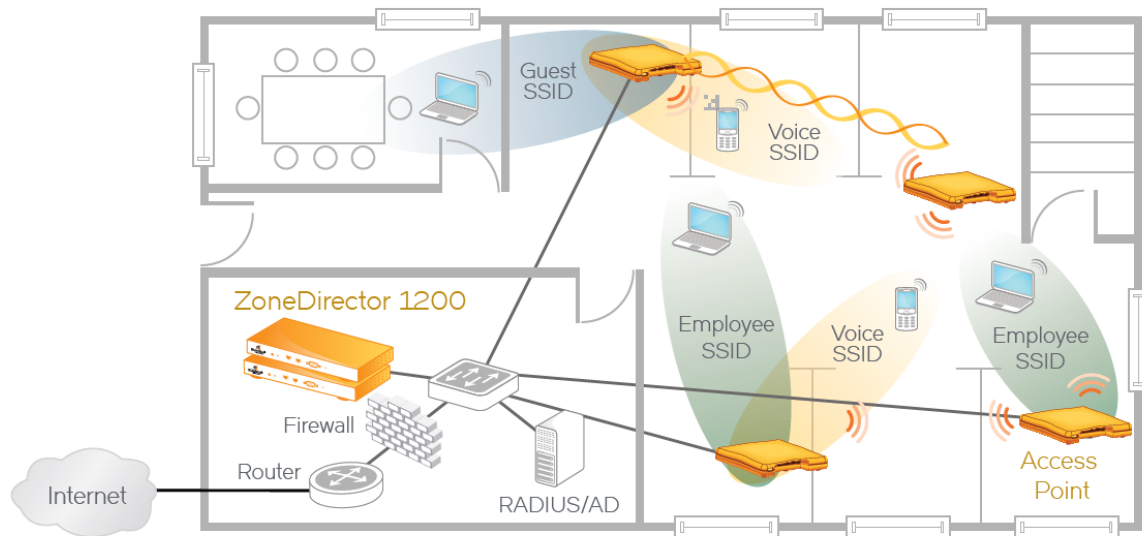 Guest
SSID
Voice
SSID
ZoneDirector 1200
Employee
SSID
Voice
SSID
Employee
SSID
Firewall
Router
Internet
RADIUS/AD
Access
Point